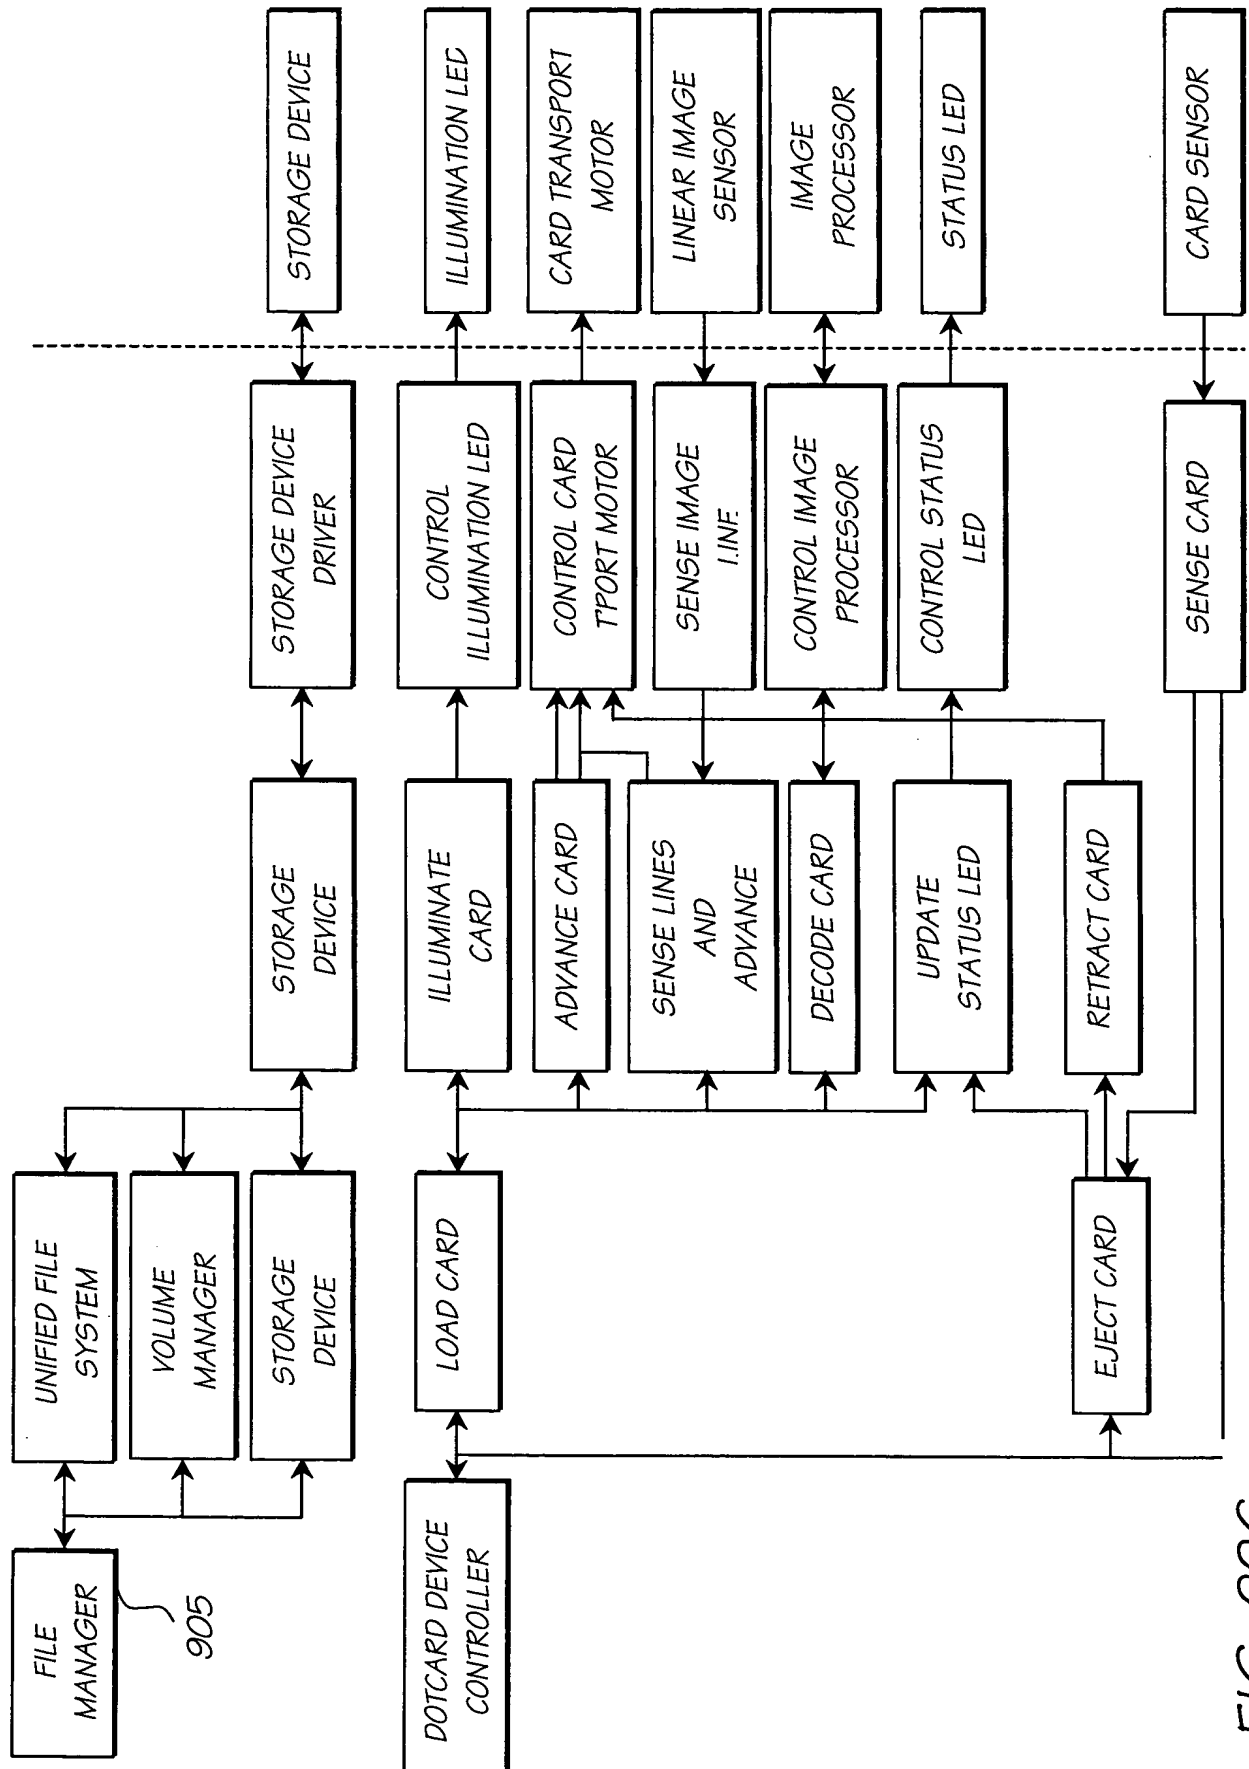 FILE
MANAGER
905
UNIFIED FILE
SYSTEM
VOLUME
MANAGER
STORAGE
DEVICE
STORAGE
DEVICE
STORAGE DEVICE
DRIVER
STORAGE DEVICE
DOTCARD DEVICE
CONTROLLER
LOAD CARD
ILLUMINATE
CARD
CONTROL
ILLUMINATION LED
ILLUMINATION LED
ADVANCE CARD
CONTROL CARD
T'PORT MOTOR
CARD TRANSPORT
MOTOR
SENSE LINES
AND
ADVANCE
SENSE IMAGE
I.INF.
LINEAR IMAGE
SENSOR
DECODE CARD
CONTROL IMAGE
PROCESSOR
IMAGE
PROCESSOR
UPDATE
STATUS LED
CONTROL STATUS
LED
STATUS LED
EJECT CARD
RETRACT CARD
SENSE CARD
CARD SENSOR
FIG.